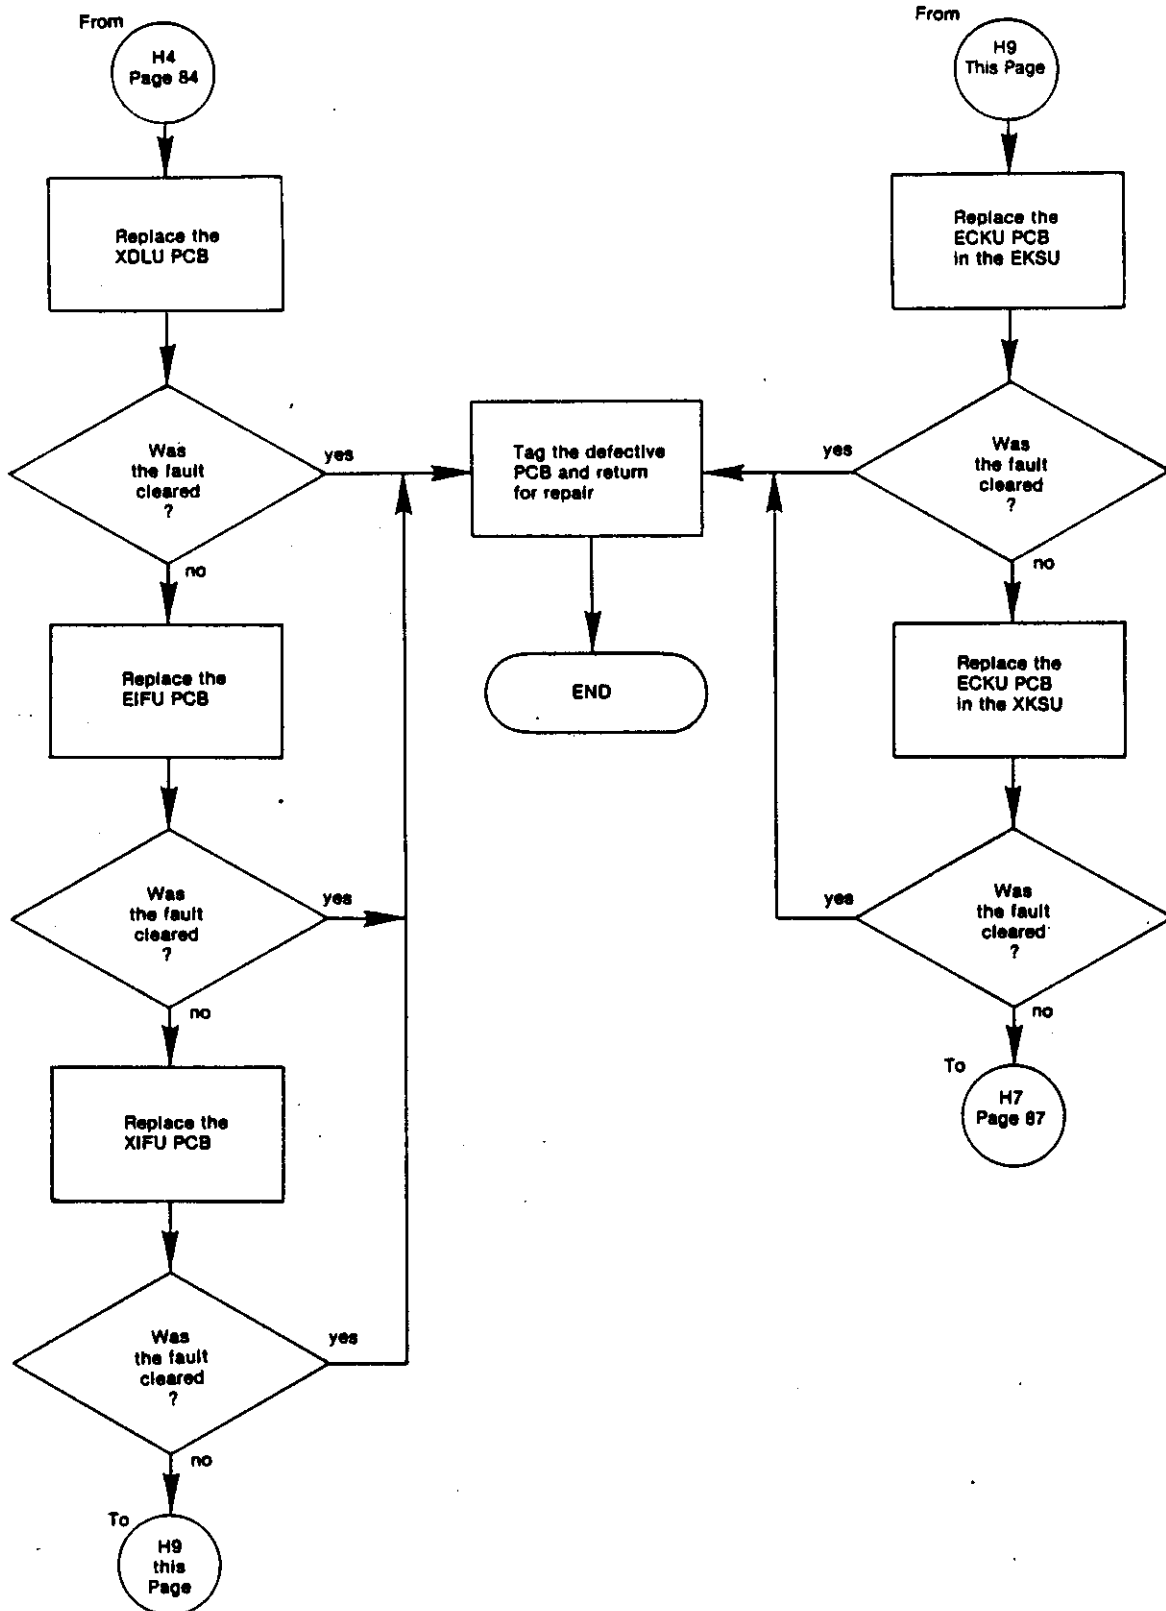 From
H4
Page 84
Replace the
XDLU PCB
Was
the fault
cleared
?
yes
no
Replace the
EIFU PCB
Was
the fault
cleared
?
yes
no
Replace the
XIFU PCB
Was
the fault
cleared
?
yes
no
To
H9
this
Page
Tag the defective
PCB and return
for repair
END
From
H9
This Page
Replace the
ECKU PCB
in the EKSU
Was
the fault
cleared
?
yes
no
Replace the
ECKU PCB
in the XKSU
Was
the fault
cleared
?
yes
no
To
H7
Page 87